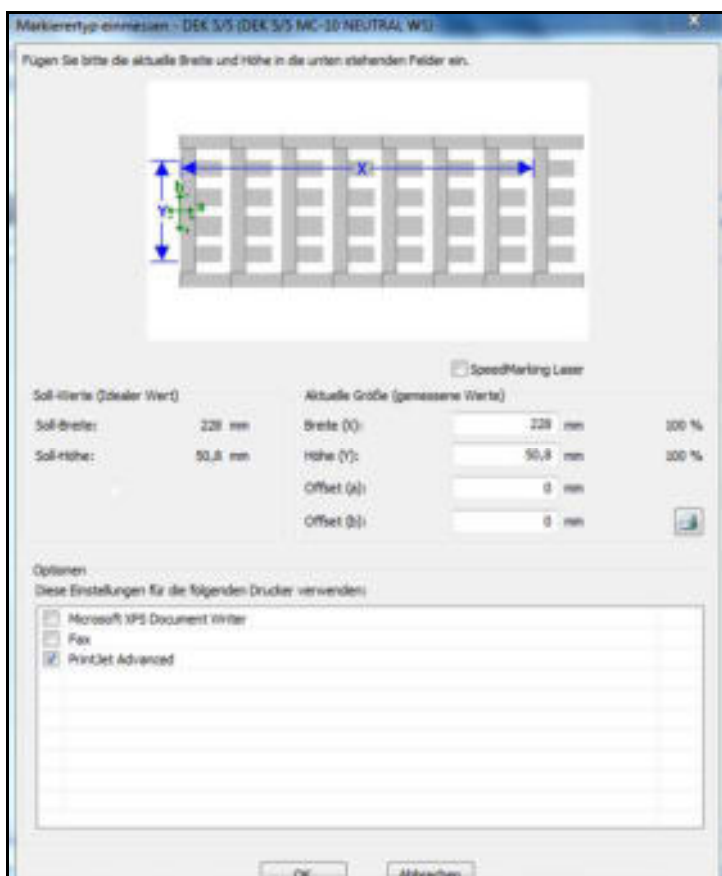 Markierertyp einmessen - DEK 5/5 (DEK 5/5 MC-10 NEUTRAL WS)
Fügen Sie bitte die aktuelle Breite und Höhe in die unten stehenden Felder ein.
X
Y
SpeedMarking Laser
Soll-Werte (Idealer Wert)
Aktuelle Größe (gemessene Werte)
Soll-Breite: 228 mm
Breite (X): 228 mm 100 %
Soll-Höhe: 50,8 mm
Höhe (Y): 50,8 mm 100 %
Offset (a): 0 mm
Offset (b): 0 mm
Optionen
Diese Einstellungen für die folgenden Drucker verwenden:
Microsoft XPS Document Writer
Fax
PrintJet Advanced
OK Abbrechen